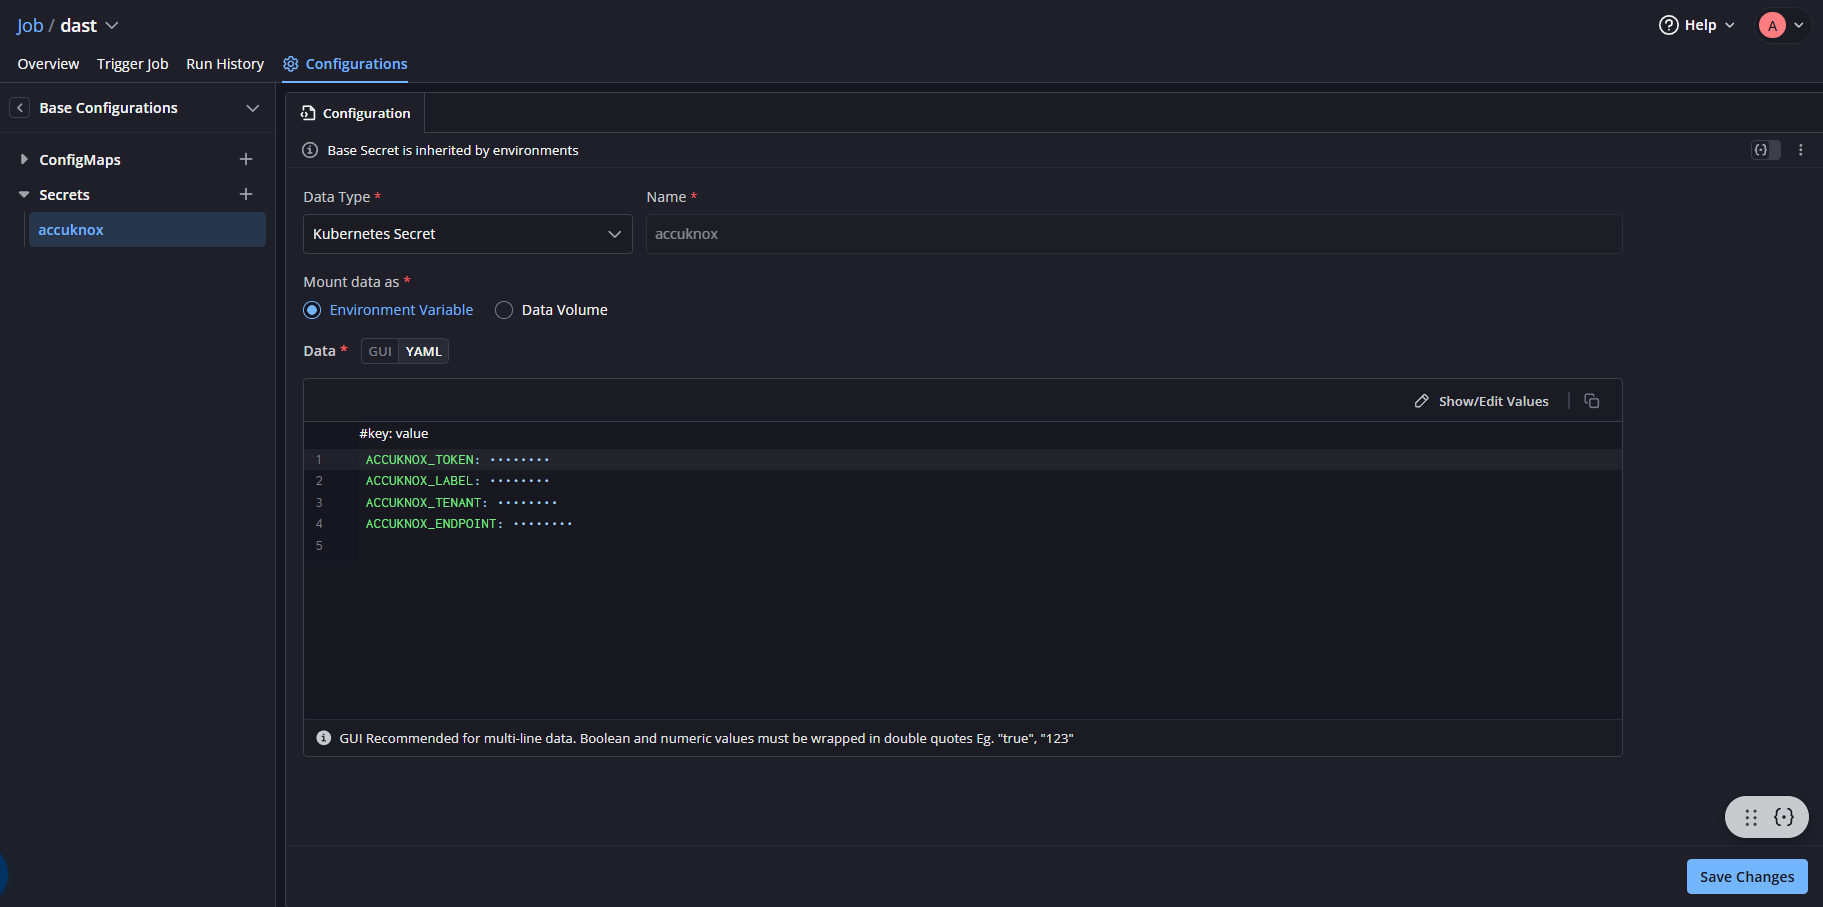 Job / dast
Help
A
Overview Trigger Job Run History Configurations
Base Configurations
ConfigMaps
Secrets
accuknox
Configuration
Base Secret is inherited by environments
Data Type *
Name *
Kubernetes Secret
accuknox
Mount data as *
Environment Variable
Data Volume
Data * GUI YAML
Show/Edit Values
#key: value
1 ACCUKNOX_TOKEN: ••••••••
2 ACCUKNOX_LABEL: ••••••••
3 ACCUKNOX_TENANT: ••••••••
4 ACCUKNOX_ENDPOINT: ••••••••
5
GUI Recommended for multi-line data. Boolean and numeric values must be wrapped in double quotes Eg. "true", "123"
Save Changes